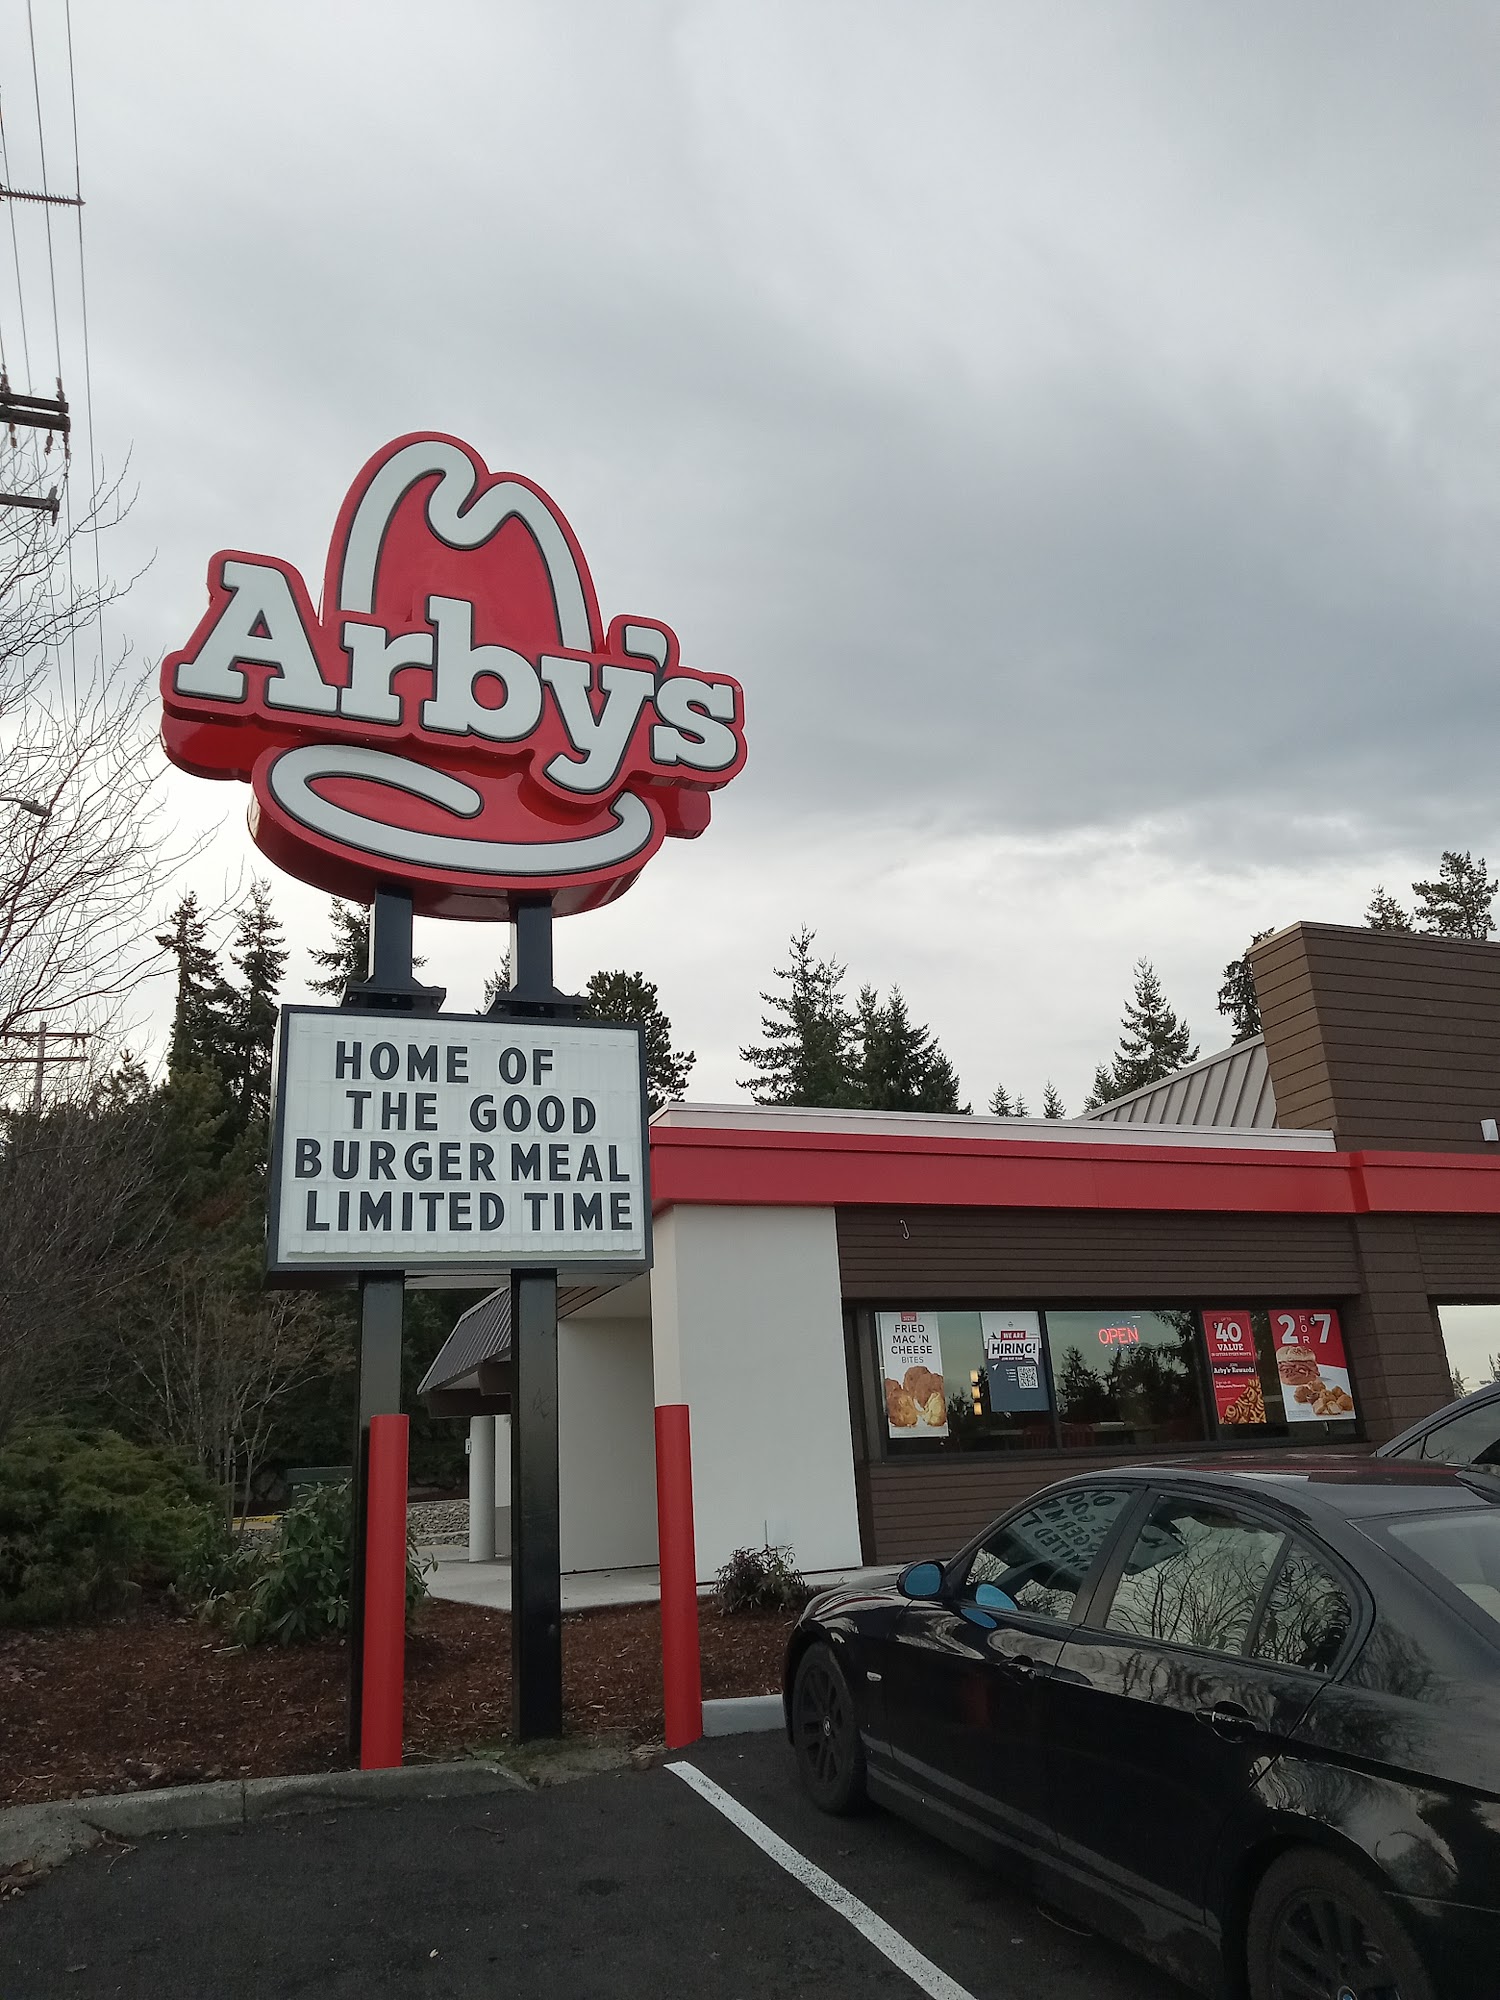 Arby's
HOME OF
THE GOOD
BURGER MEAL
LIMITED TIME
FRIED
MAC 'N
CHEESE
BITES
WE ARE
HIRING!
OPEN
$40
VALUE
Arby's Rewards
2 FOR $7